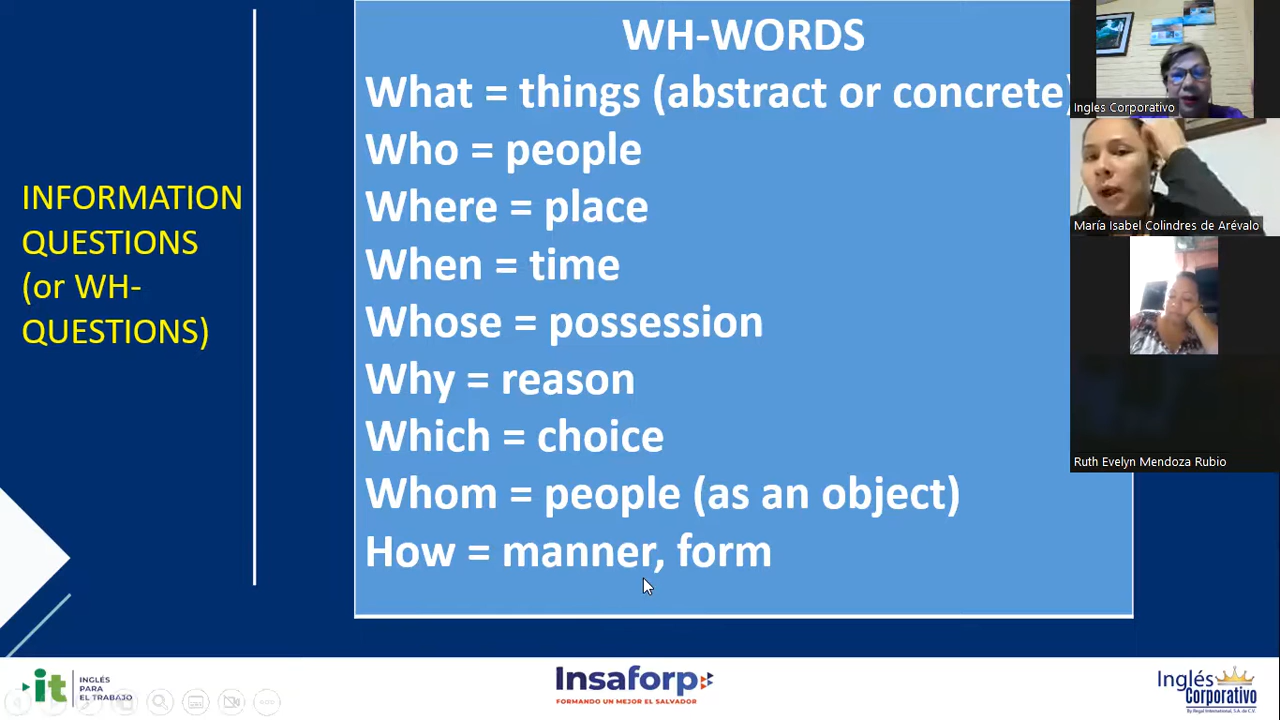 INFORMATION
QUESTIONS
(or WH-
QUESTIONS)
WH-WORDS
What = things (abstract or concrete)
Who = people
Where = place
When = time
Whose = possession
Why = reason
Which = choice
Whom = people (as an object)
How = manner, form
Ingles Corporativo
María Isabel Colindres de Arévalo
Ruth Evelyn Mendoza Rubio
it
INGLÉS
PARA
EL TRABAJO
Insaforp
FORMANDO UN MEJOR EL SALVADOR
Inglés
Corporativo
By Regal International, S.A. de C.V.